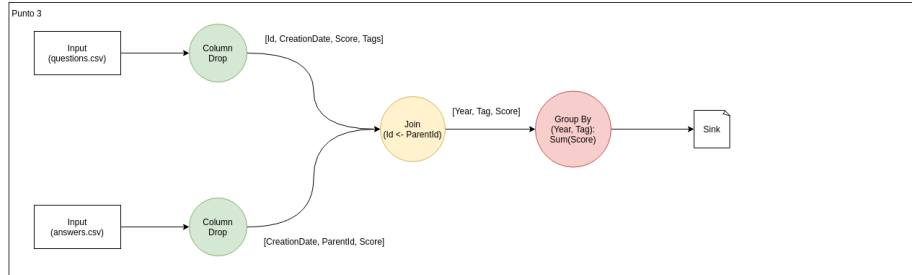 Punto 3
Input
(questions.csv)
Column
Drop
[Id, CreationDate, Score, Tags]
Join
(Id <- ParentId)
[Year, Tag, Score]
Group By
(Year, Tag):
Sum(Score)
Sink
Input
(answers.csv)
Column
Drop
[CreationDate, ParentId, Score]